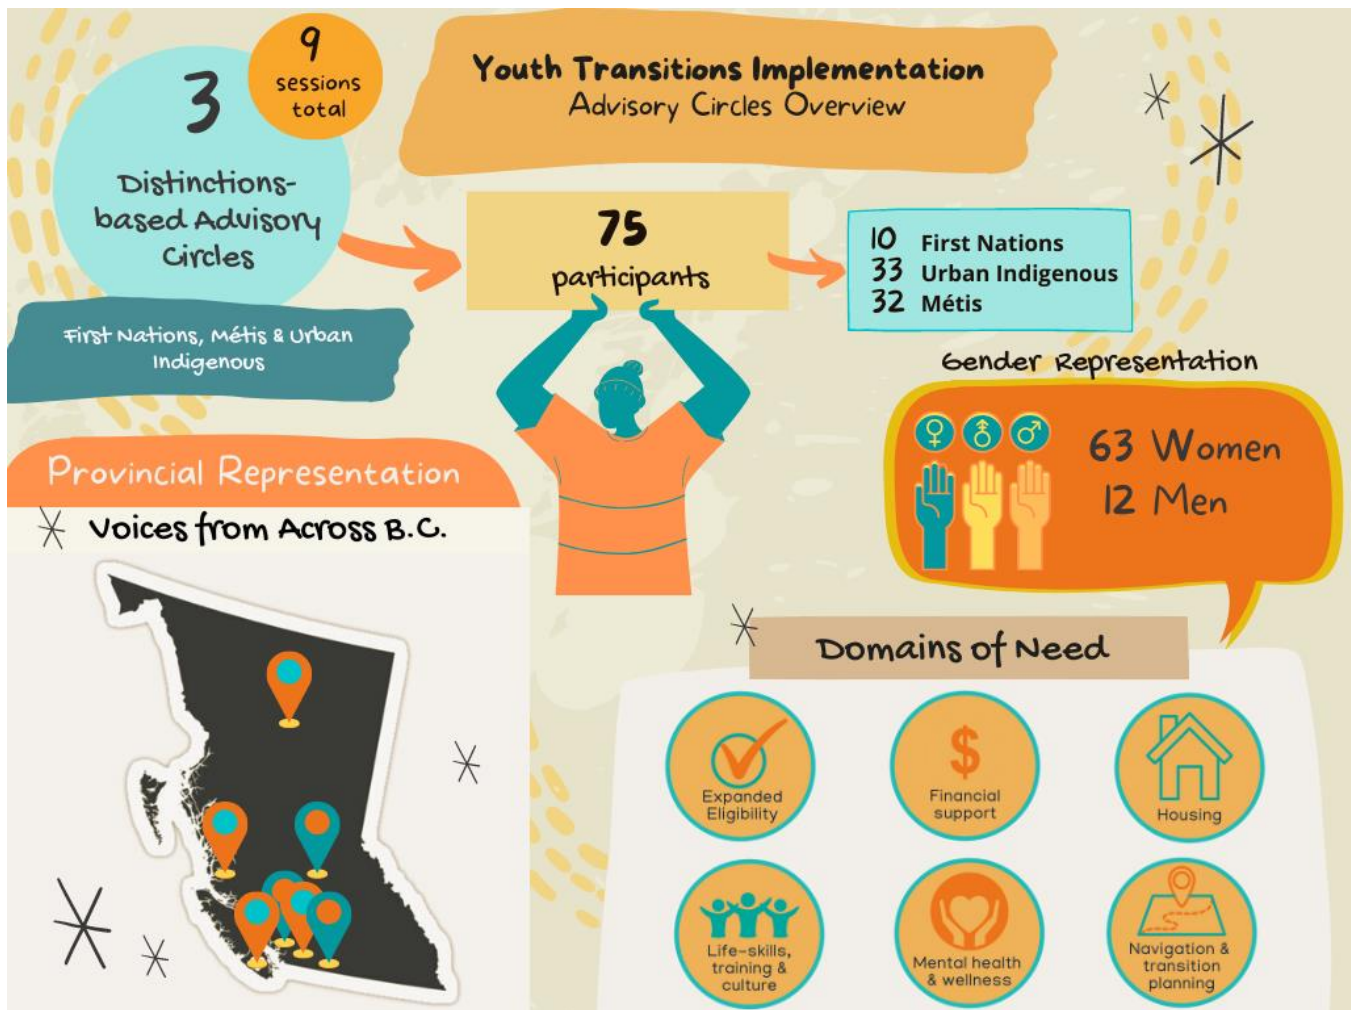 9
sessions
total
3
Distinctions-
based Advisory
Circles
First Nations, Métis & Urban
Indigenous
Youth Transitions Implementation
Advisory Circles Overview
75
participants
10 First Nations
33 Urban Indigenous
32 Métis
Gender Representation
63 Women
12 Men
Provincial Representation
Voices from Across B.C.
Domains of Need
Expanded
Eligibility
$
Financial
support
Housing
Life-skills,
training &
culture
Mental health
& wellness
Navigation &
transition
planning